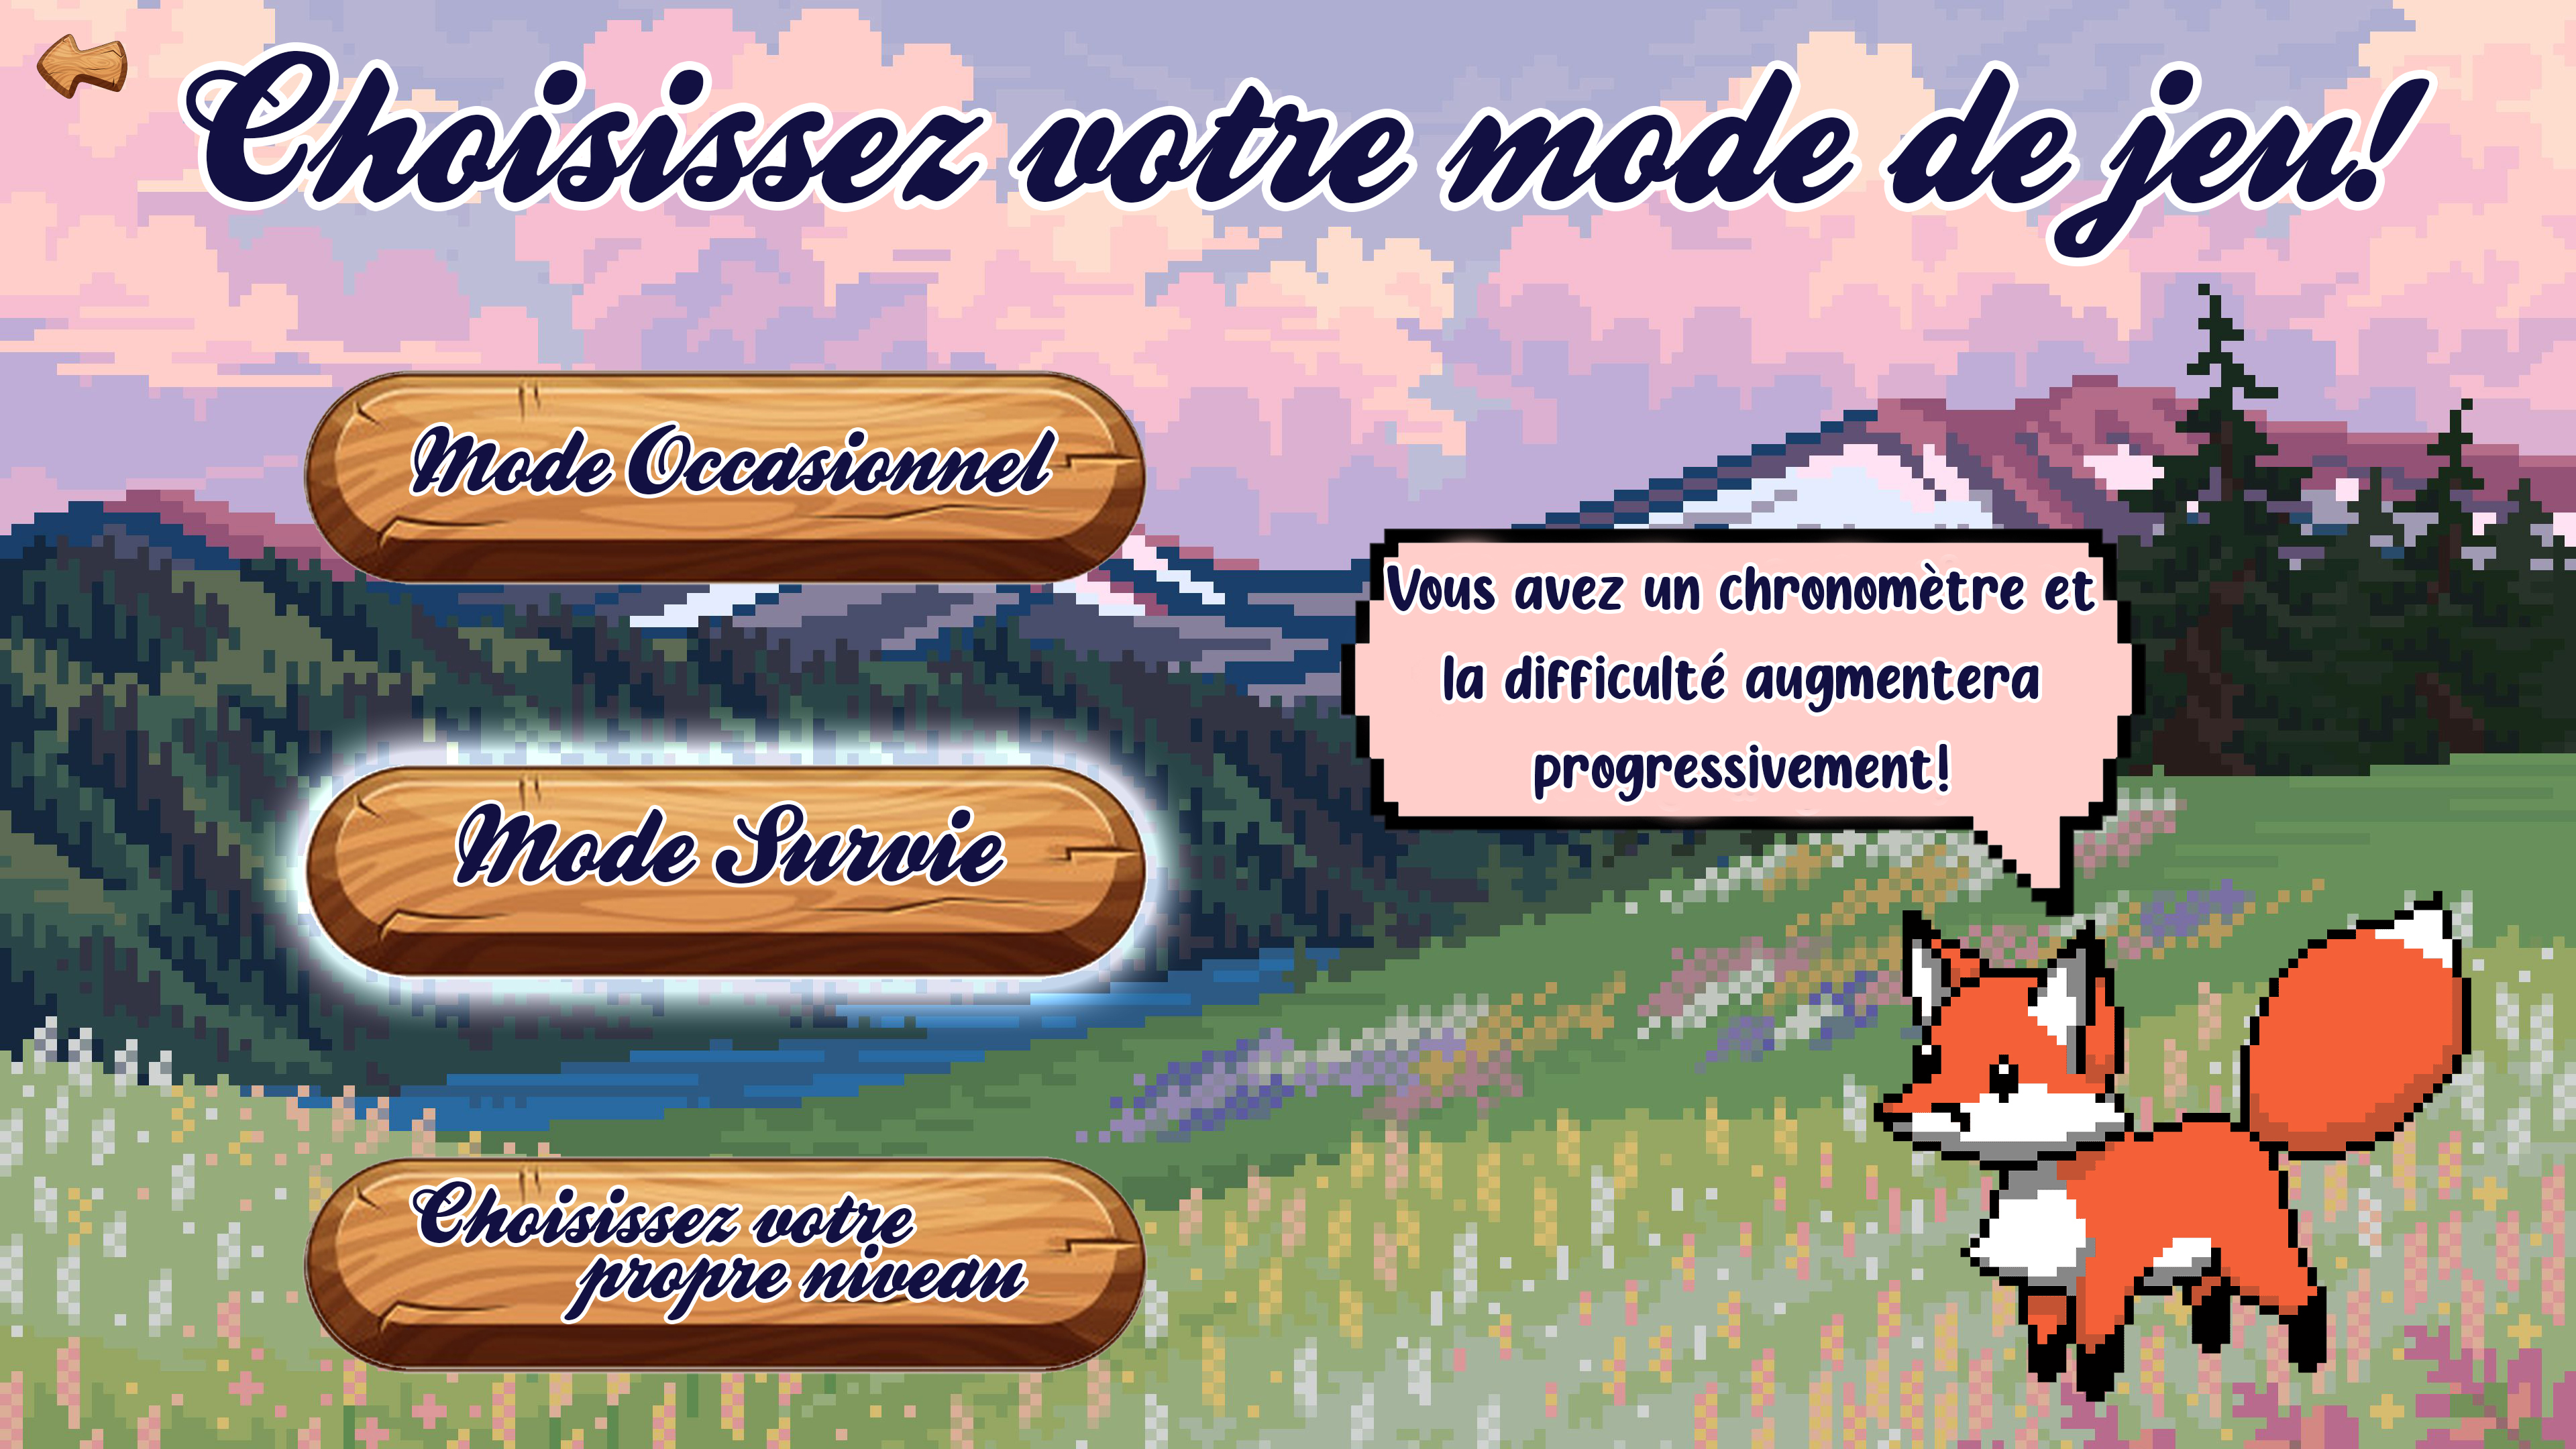 Choisissez votre mode de jeu!
Mode Occasionnel
Vous avez un chronomètre et
la difficulté augmentera
progressivement!
Mode Survie
Choisissez votre
propre niveau